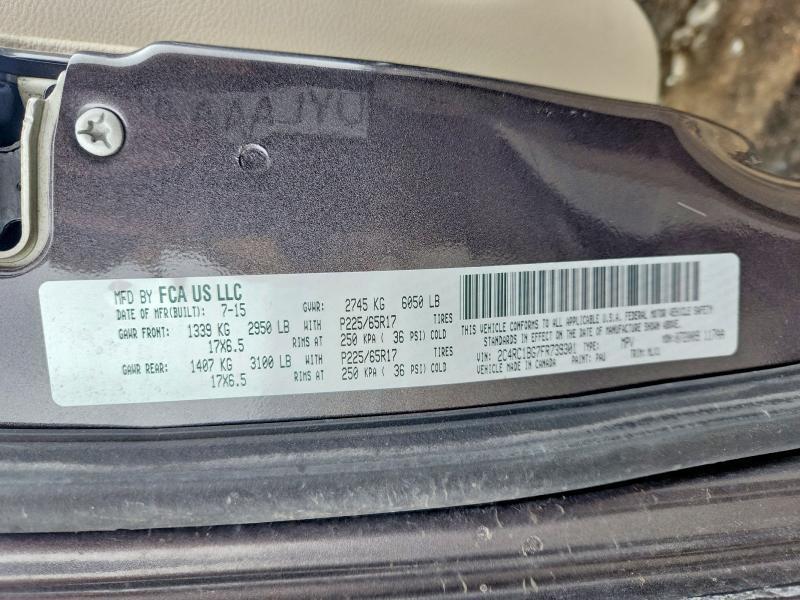 MFD BY FCA US LLC
DATE OF MFR(BUILT): 7-15 GVWR: 2745 KG 6050 LB
GAWR FRONT: 1339 KG 2950 LB WITH P225/65R17 TIRES
17X6.5 RIMS AT 250 KPA ( 36 PSI) COLD
GAWR REAR: 1407 KG 3100 LB WITH P225/65R17 TIRES
17X6.5 RIMS AT 250 KPA ( 36 PSI) COLD
THIS VEHICLE CONFORMS TO ALL APPLICABLE U.S.A. FEDERAL MOTOR VEHICLE SAFETY
STANDARDS IN EFFECT ON THE DATE OF MANUFACTURE SHOWN ABOVE.
VIN: 2C4RC1BG7FR739301 TYPE: MPV
VEHICLE MADE IN CANADA PAINT: PAU TRIM: